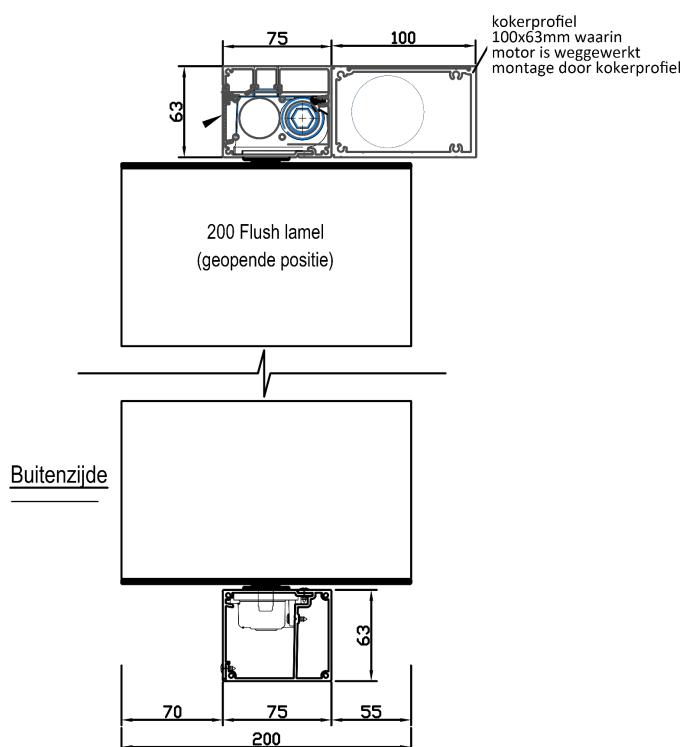 kokerprofiel
100x63mm waarin
motor is weggewerkt
montage door kokerprofiel
75
100
63
200 Flush lamel
(geopende positie)
Buitenzijde
63
70
75
55
200